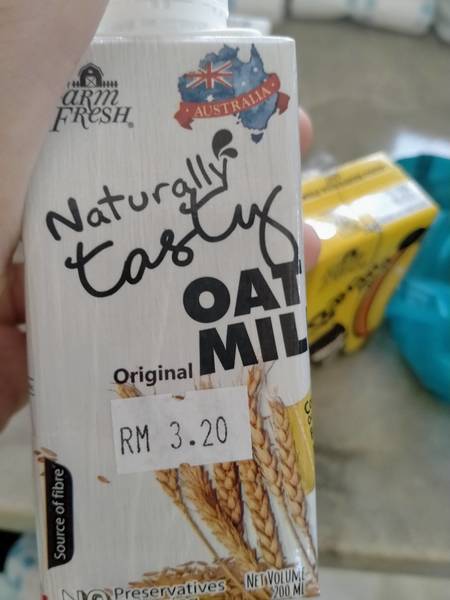 arm
Fresh®
AUSTRALIA
Naturally
tasty
OAT
MIL
Original
RM 3.20
Source of fibre
NO Preservatives
NET VOLUME
200 ML